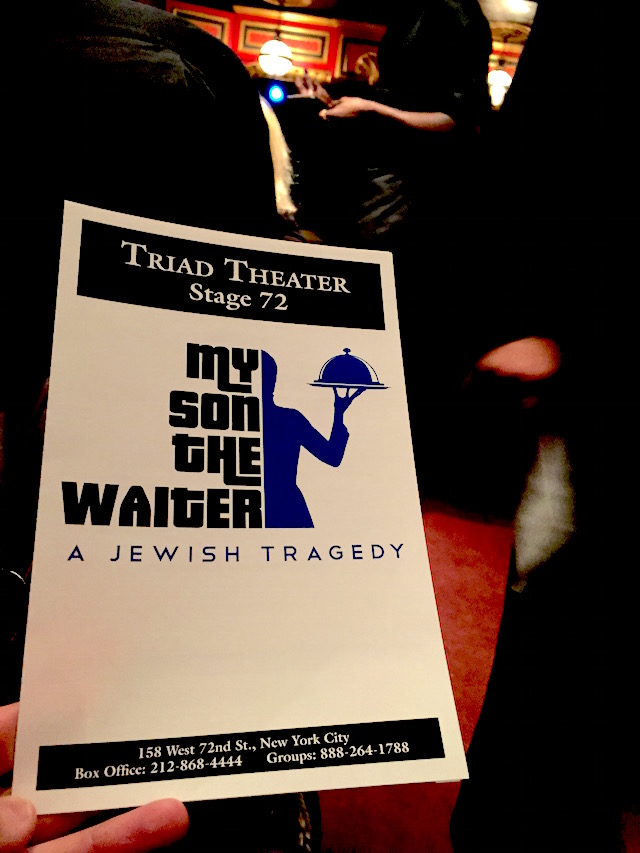 TRIAD THEATER
Stage 72
my
son
the
WAITER
A JEWISH TRAGEDY
158 West 72nd St., New York City
Box Office: 212-868-4444 Groups: 888-264-1788